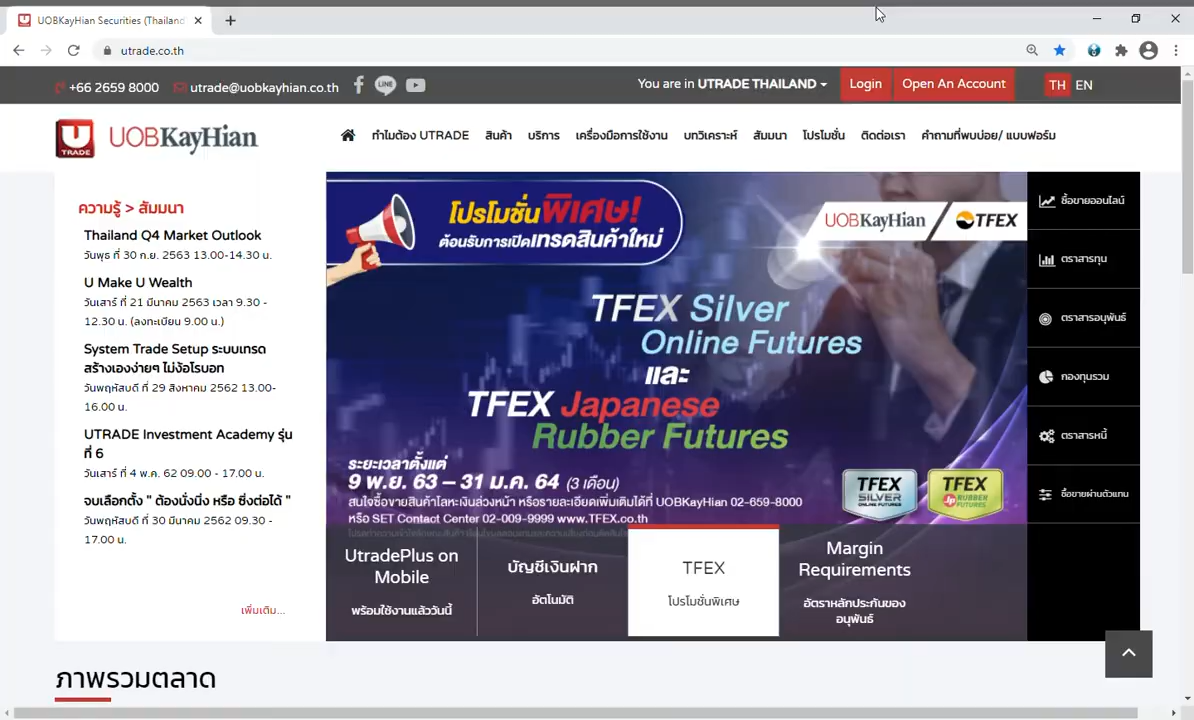 UOBKayHian Securities (Thailand
utrade.co.th
+66 2659 8000
utrade@uobkayhian.co.th
LINE
You are in UTRADE THAILAND
Login
Open An Account
TH
EN
U
TRADE
UOBKayHian
ทำไมต้อง UTRADE
สินค้า
บริการ
เครื่องมือการใช้งาน
บทวิเคราะห์
สัมมนา
โปรโมชั่น
ติดต่อเรา
คำถามที่พบบ่อย/ แบบฟอร์ม
ความรู้ > สัมมนา
Thailand Q4 Market Outlook
วันพุธ ที่ 30 ก.ย. 2563 13.00-14.30 น.
U Make U Wealth
วันเสาร์ ที่ 21 มีนาคม 2563 เวลา 9.30 -
12.30 น. (ลงทะเบียน 9.00 น.)
System Trade Setup ระบบเทรด
สร้างเองง่ายๆ ไม่ง้อโรบอท
วันพฤหัสบดี ที่ 29 สิงหาคม 2562 13.00-
16.00 น.
UTRADE Investment Academy รุ่น
ที่ 6
วันเสาร์ ที่ 4 พ.ค. 62 09.00 - 17.00 น.
จบเลือกตั้ง " ต้องนั่งนิ่ง หรือ ซิ่งต่อได้ "
วันพฤหัสบดี ที่ 30 มีนาคม 2562 09.30 -
17.00 น.
เพิ่มเติม...
โปรโมชั่นพิเศษ!
ต้อนรับการเปิดเทรดสินค้าใหม่
UOBKayHian
TFEX
TFEX Silver
Online Futures
และ
TFEX Japanese
Rubber Futures
ระยะเวลาตั้งแต่
9 พ.ย. 63 – 31 ม.ค. 64 (3 เดือน)
สนใจซื้อขายสินค้าโลหะเงินล่วงหน้า หรือรายละเอียดเพิ่มเติมได้ที่ UOBKayHian 02-659-8000
หรือ SET Contact Center 02-009-9999 www.TFEX.co.th
TFEX
SILVER
ONLINE FUTURES
TFEX
JP RUBBER
FUTURES
UtradePlus on
Mobile
พร้อมใช้งานแล้ววันนี้
บัญชีเงินฝาก
อัตโนมัติ
TFEX
โปรโมชั่นพิเศษ
Margin
Requirements
อัตราหลักประกันของ
อนุพันธ์
ซื้อขายออนไลน์
ตราสารทุน
ตราสารอนุพันธ์
กองทุนรวม
ตราสารหนี้
ซื้อขายผ่านตัวแทน
ภาพรวมตลาด